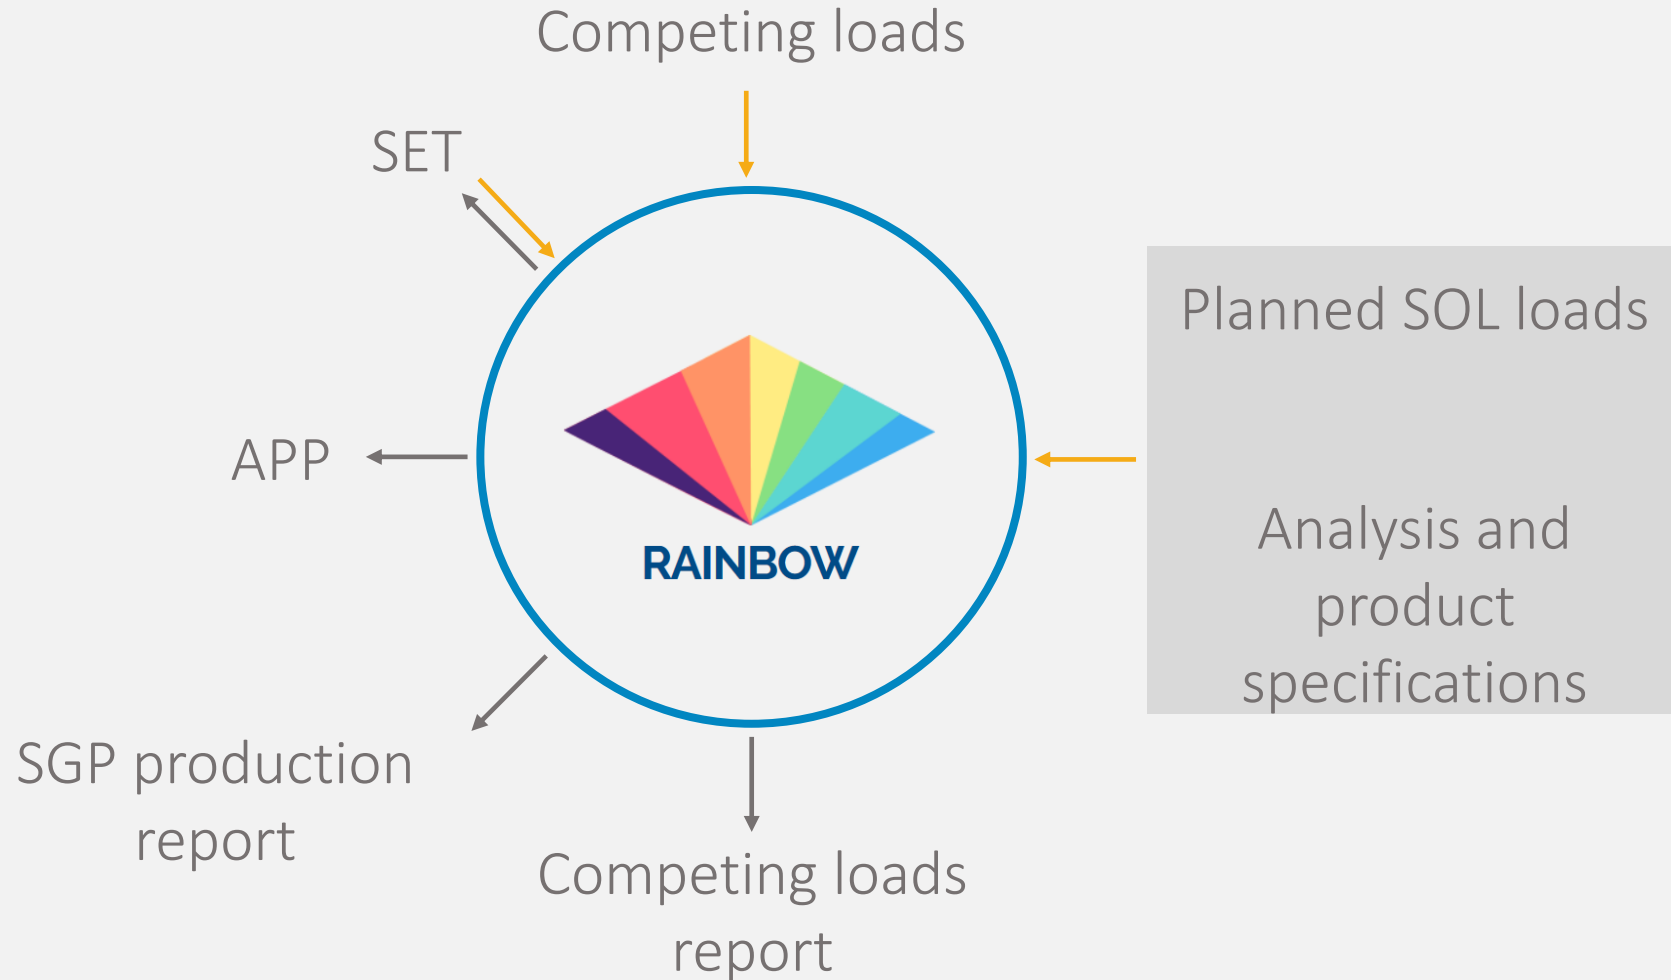 Competing loads
SET
Planned SOL loads
APP
Analysis and
product
specifications
RAINBOW
SGP production
report
Competing loads
report